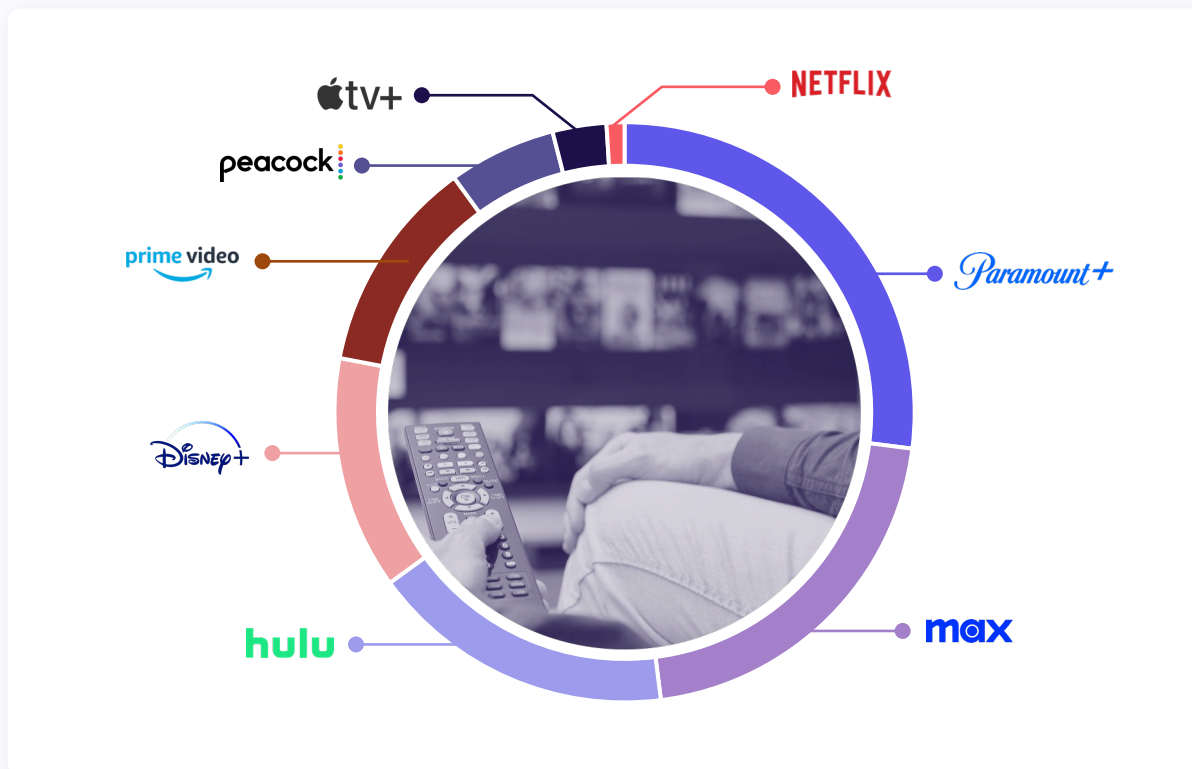 tv+
NETFLIX
peacock
prime video
Paramount+
Disney+
hulu
max